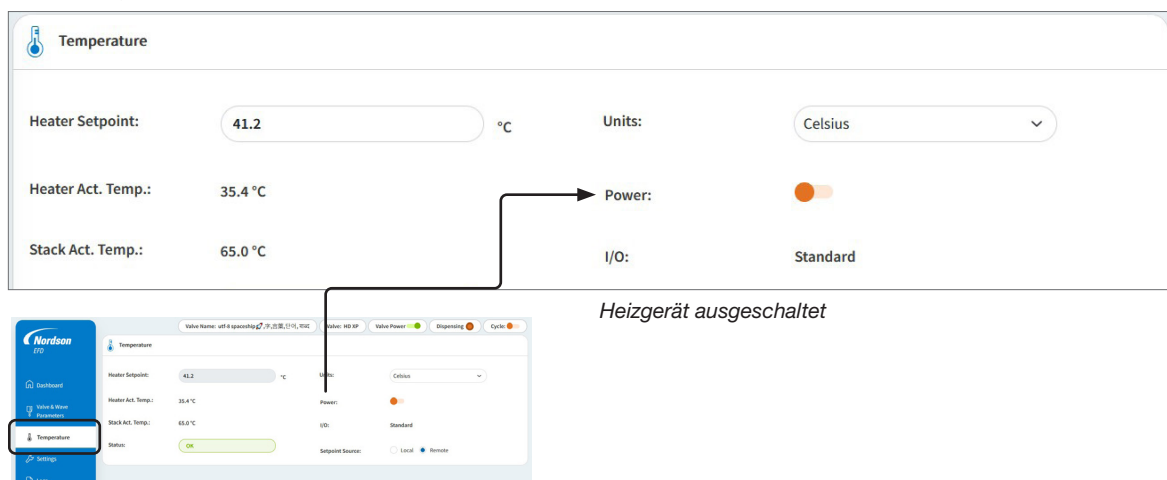 Temperature
Heater Setpoint: 41.2 °C Units: Celsius
Heater Act. Temp.: 35.4 °C Power:
Stack Act. Temp.: 65.0 °C I/O: Standard
Heizgerät ausgeschaltet
Nordson
EFD
Valve Name: utf-8 spaceship Valve: HD XP Valve Power Dispensing Cycle:
Temperature
Dashboard
Heater Setpoint: 41.2 °C Units: Celsius
Valve & Wave
Parameters
Heater Act. Temp.: 35.4 °C Power:
Stack Act. Temp.: 65.0 °C I/O: Standard
Temperature
Status: OK Setpoint Source: Local Remote
Settings